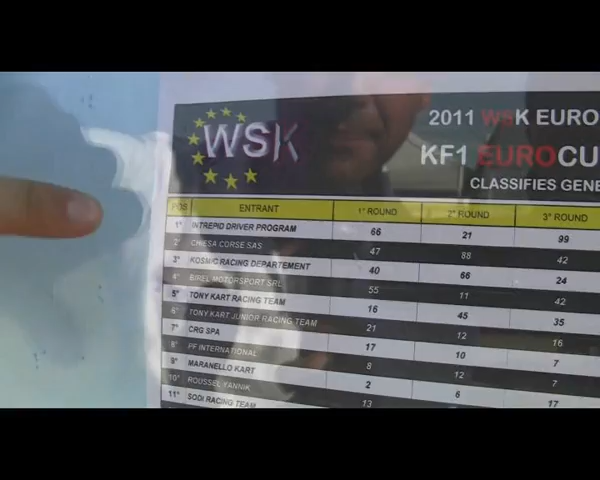 WSK
2011 WSK EURO
KF1 EUROCU
CLASSIFIES GENE
POS ENTRANT 1° ROUND 2° ROUND 3° ROUND
1° INTREPID DRIVER PROGRAM 66 21 99
2° CHIESA CORSE SAS 47 88 42
3° KOSMIC RACING DEPARTEMENT 40 66 24
4° BIREL MOTORSPORT SRL 55 11 42
5° TONY KART RACING TEAM 16 45 35
6° TONY KART JUNIOR RACING TEAM 21 12 16
7° CRG SPA 17 10 7
8° PF INTERNATIONAL 8 12 7
9° MARANELLO KART 2 6 17
10° ROUSSEL YANNIK 13
11° SODI RACING TEAM